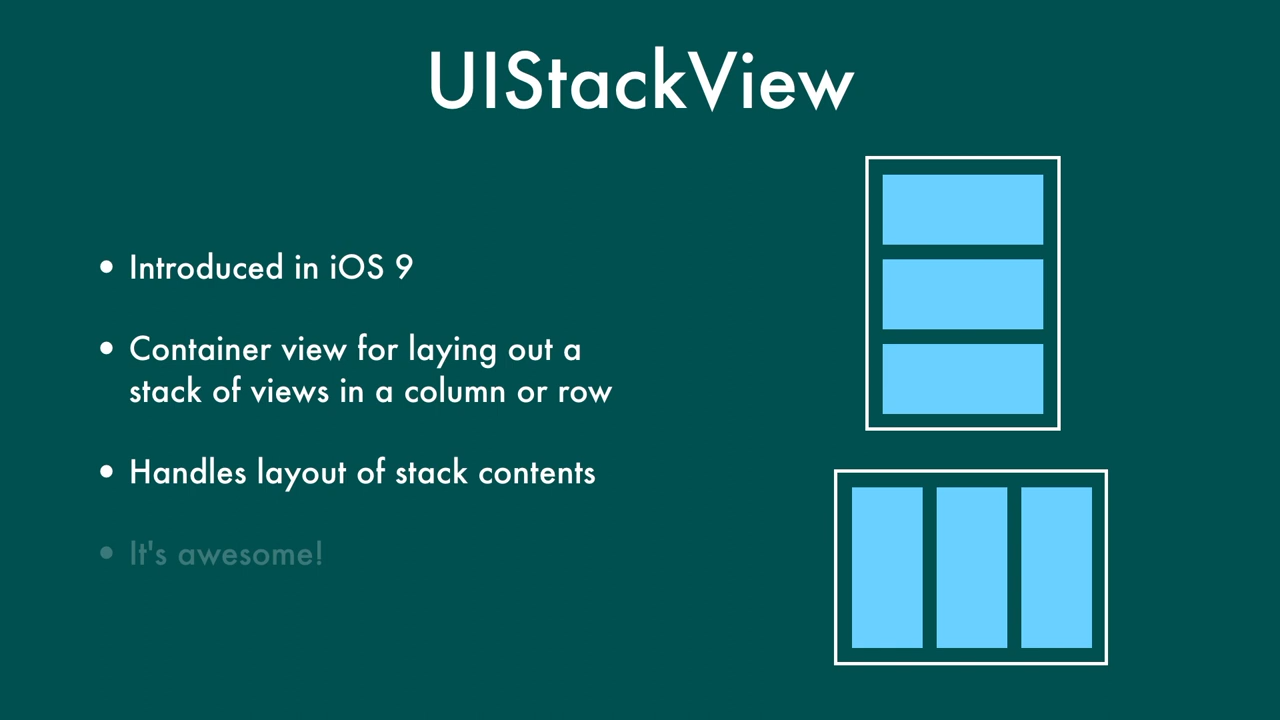 UIStackView
• Introduced in iOS 9
• Container view for laying out a
stack of views in a column or row
• Handles layout of stack contents
• It's awesome!